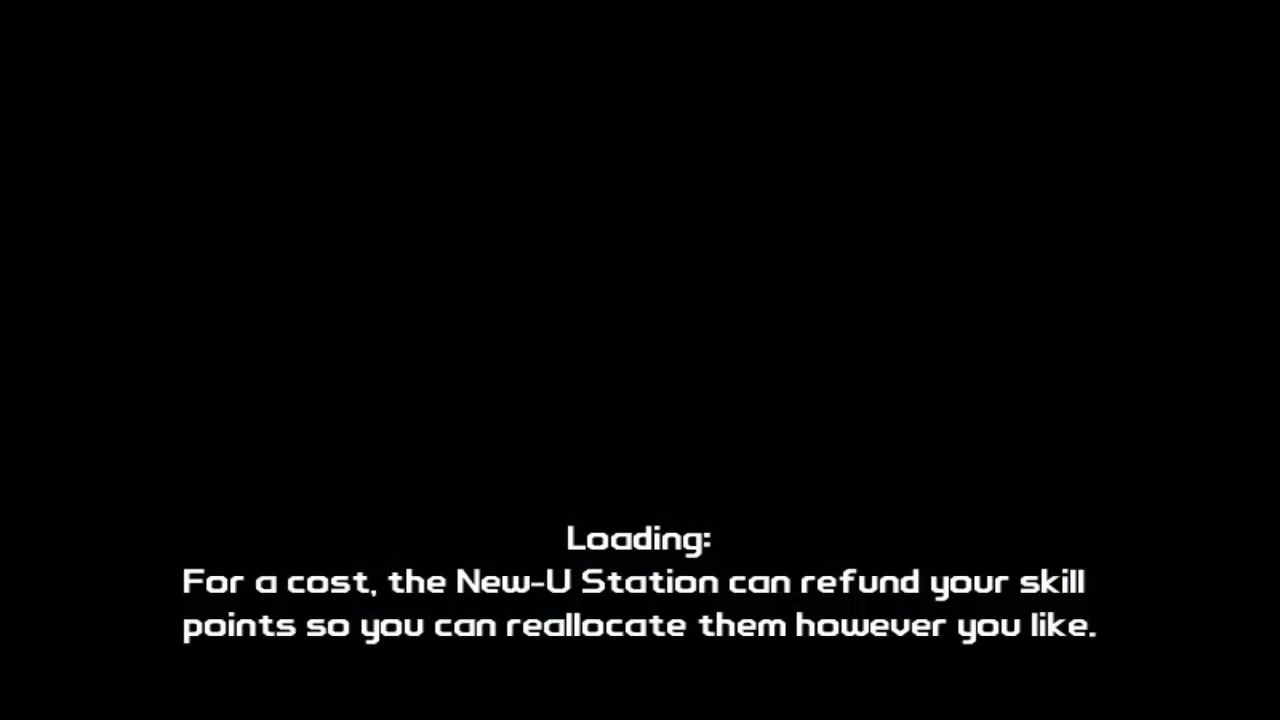 Loading:
For a cost, the New-U Station can refund your skill
points so you can reallocate them however you like.